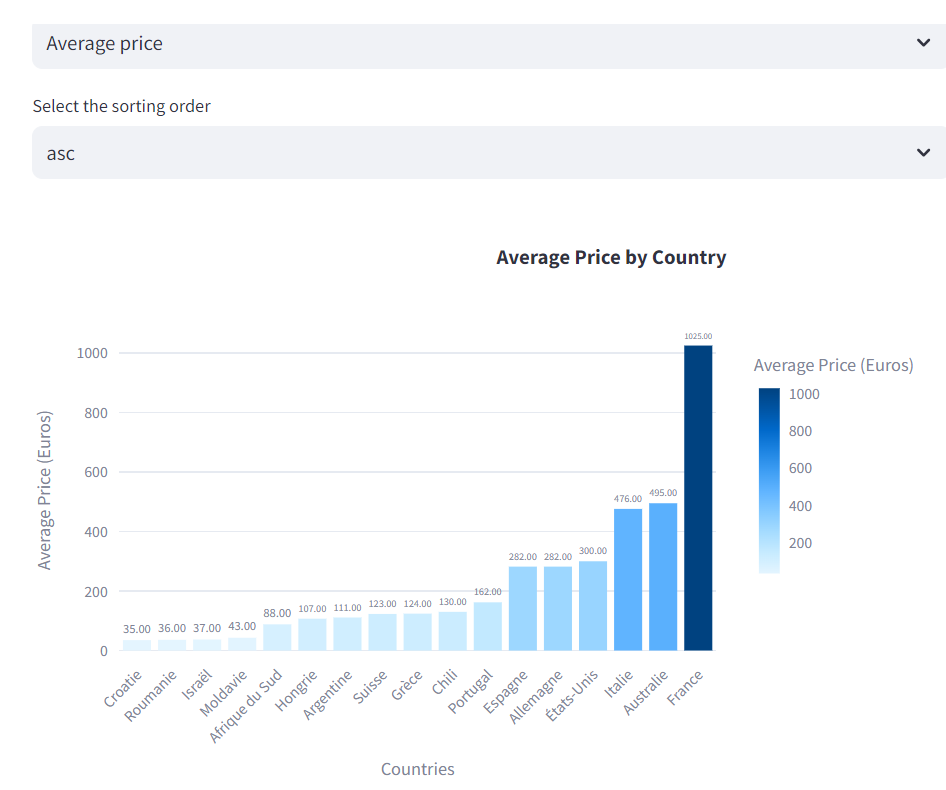 Average price
Select the sorting order
asc
Average Price by Country
Average Price (Euros)
1000
800
600
400
200
0
35.00
36.00
37.00
43.00
88.00
107.00
111.00
123.00
124.00
130.00
162.00
282.00
282.00
300.00
476.00
495.00
1025.00
Croatie
Roumanie
Israël
Moldavie
Afrique du Sud
Hongrie
Argentine
Suisse
Grèce
Chili
Portugal
Espagne
Allemagne
États-Unis
Italie
Australie
France
Countries
Average Price (Euros)
1000
800
600
400
200